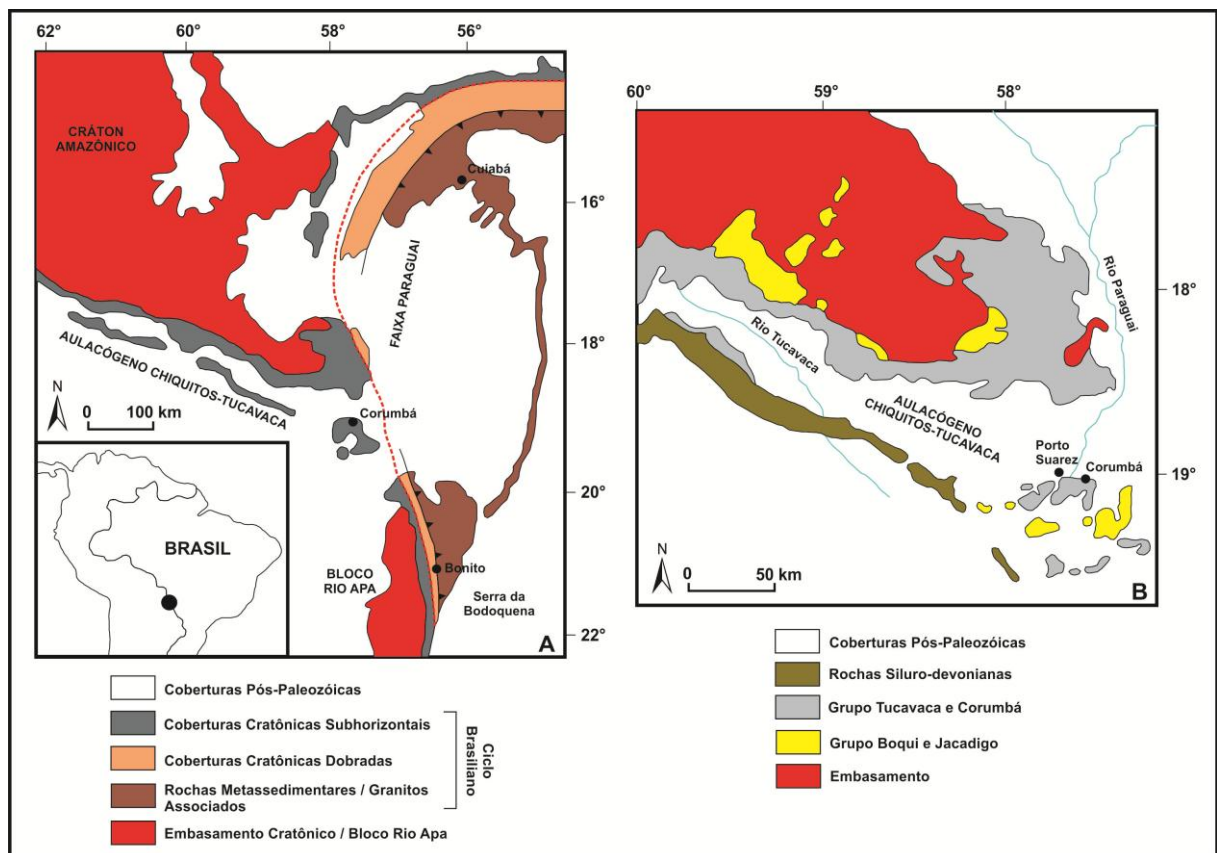 62°
60°
58°
56°
CRÁTON
AMAZÔNICO
Cuiabá
16°
FAIXA PARAGUAI
18°
AULACÓGENO CHIQUITOS-TUCAVACA
N
0 100 km
Corumbá
20°
BRASIL
BLOCO
RIO APA
Bonito
Serra da
Bodoquena
22°
A
Coberturas Pós-Paleozóicas
Coberturas Cratônicas Subhorizontais
Coberturas Cratônicas Dobradas
Rochas Metassedimentares / Granitos
Associados
Ciclo
Brasiliano
Embasamento Cratônico / Bloco Rio Apa
60°
59°
58°
Rio Paraguai
18°
Rio Tucavaca
AULACÓGENO
CHIQUITOS-TUCAVACA
Porto
Suarez
Corumbá
19°
N
0 50 km
B
Coberturas Pós-Paleozóicas
Rochas Siluro-devonianas
Grupo Tucavaca e Corumbá
Grupo Boqui e Jacadigo
Embasamento